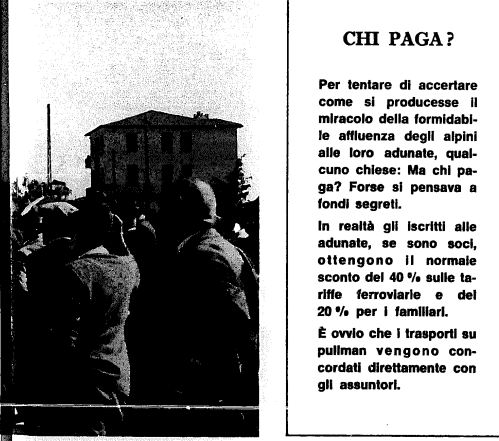 CHI PAGA?
Per tentare di accertare
come si producesse il
miracolo della formidabi-
le affluenza degli alpini
alle loro adunate, qual-
cuno chiese: Ma chi pa-
ga? Forse si pensava a
fondi segreti.
In realtà gli iscritti alle
adunate, se sono soci,
ottengono il normale
sconto del 40 % sulle ta-
riffe ferroviarie e del
20 % per i familiari.
È ovvio che i trasporti su
pullman vengono con-
cordati direttamente con
gli assuntori.